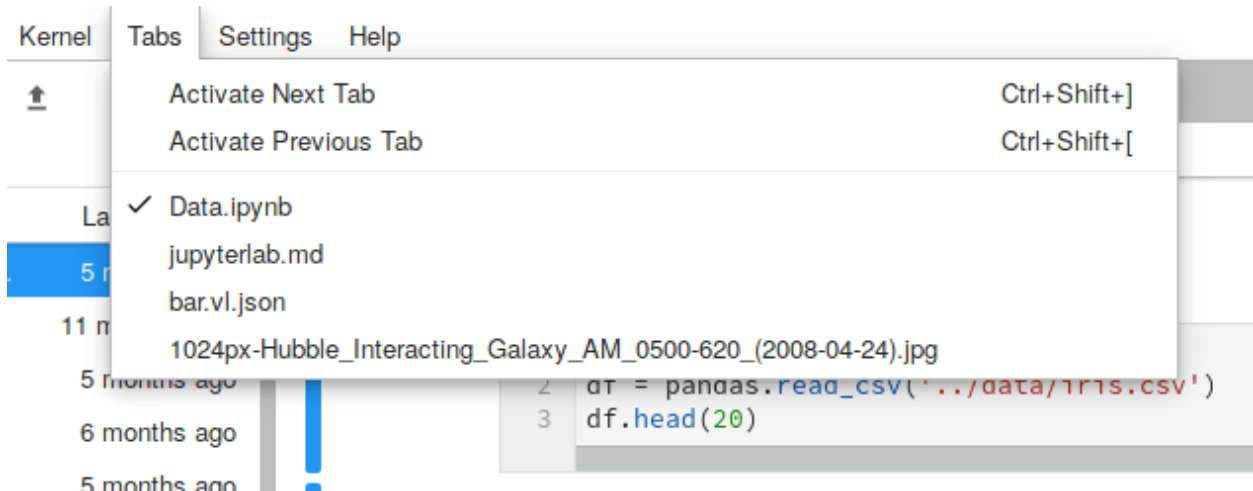 Kernel Tabs Settings Help
Activate Next Tab Ctrl+Shift+]
Activate Previous Tab Ctrl+Shift+[
La
Data.ipynb
5
jupyterlab.md
bar.vl.json
11
1024px-Hubble_Interacting_Galaxy_AM_0500-620_(2008-04-24).jpg
5 months ago
2 df = pandas.read_csv('../data/iris.csv')
3 df.head(20)
6 months ago
5 months ago